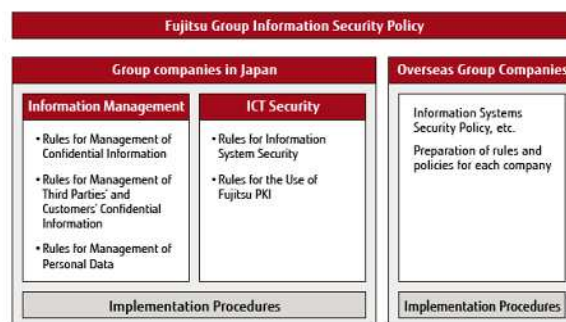 Fujitsu Group Information Security Policy
Group companies in Japan
Information Management
• Rules for Management of
Confidential Information
• Rules for Management of
Third Parties' and
Customers' Confidential
Information
• Rules for Management of
Personal Data
ICT Security
• Rules for Information
System Security
• Rules for the Use of
Fujitsu PKI
Implementation Procedures
Overseas Group Companies
Information Systems
Security Policy, etc.
Preparation of rules and
policies for each company
Implementation Procedures